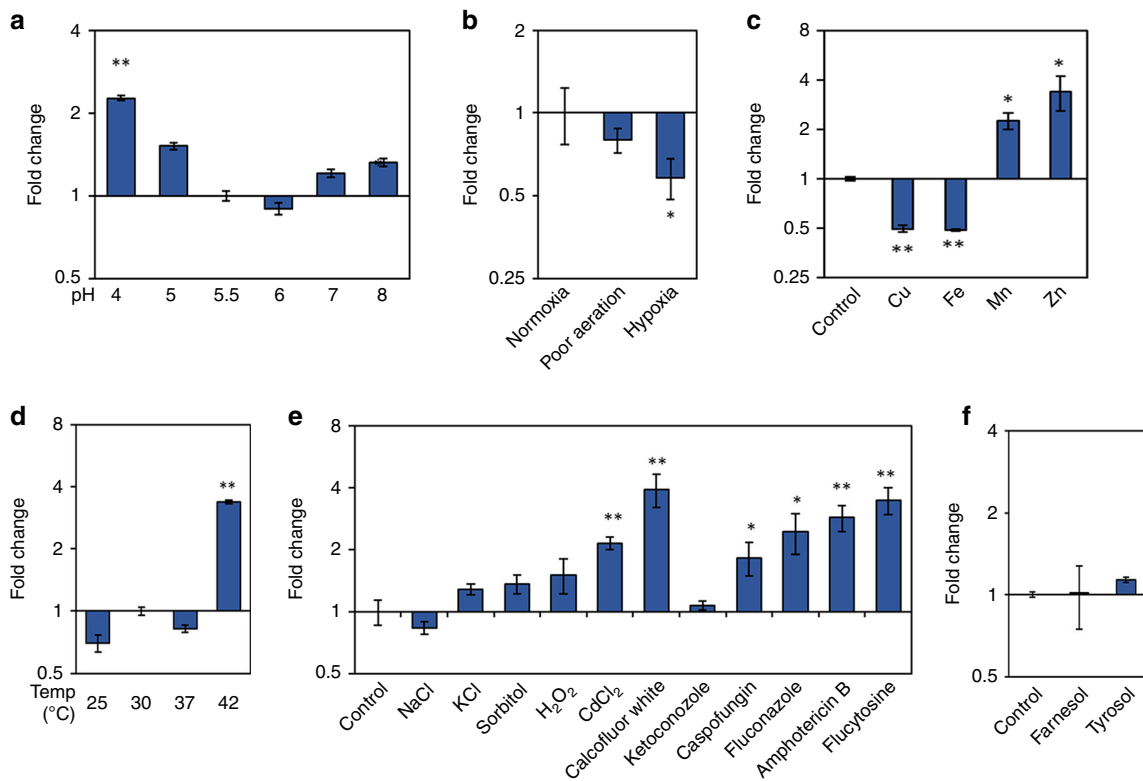 a
4
2
1
0.5
Fold change
**
pH 4 5 5.5 6 7 8
b
2
1
0.5
0.25
Fold change
*
Normoxia
Poor aeration
Hypoxia
c
8
4
2
1
0.5
0.25
Fold change
**
**
*
*
Control
Cu
Fe
Mn
Zn
d
8
4
2
1
0.5
Fold change
**
Temp
(°C)
25 30 37 42
e
8
4
2
1
0.5
Fold change
**
**
*
*
**
**
Control
NaCl
KCl
Sorbitol
H₂O₂
CdCl₂
Calcofluor white
Ketoconozole
Caspofungin
Fluconazole
Amphotericin B
Flucytosine
f
4
2
1
0.5
Fold change
Control
Farnesol
Tyrosol